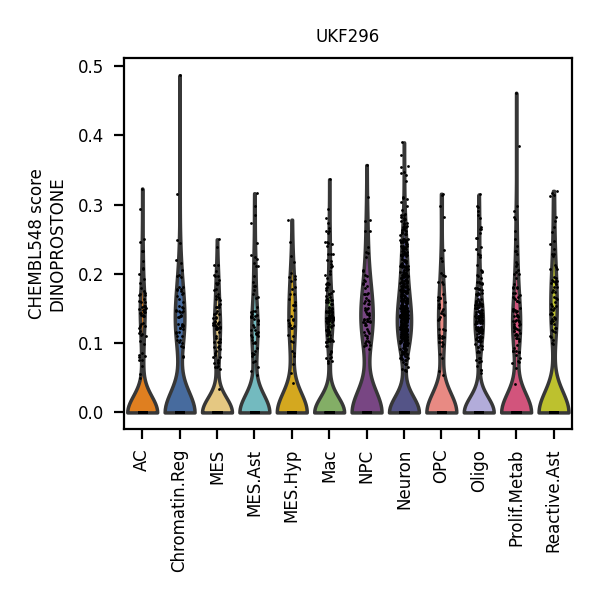 UKF296
CHEMBL548 score
DINOPROSTONE
0.5
0.4
0.3
0.2
0.1
0.0
AC
Chromatin.Reg
MES
MES.Ast
MES.Hyp
Mac
NPC
Neuron
OPC
Oligo
Prolif.Metab
Reactive.Ast